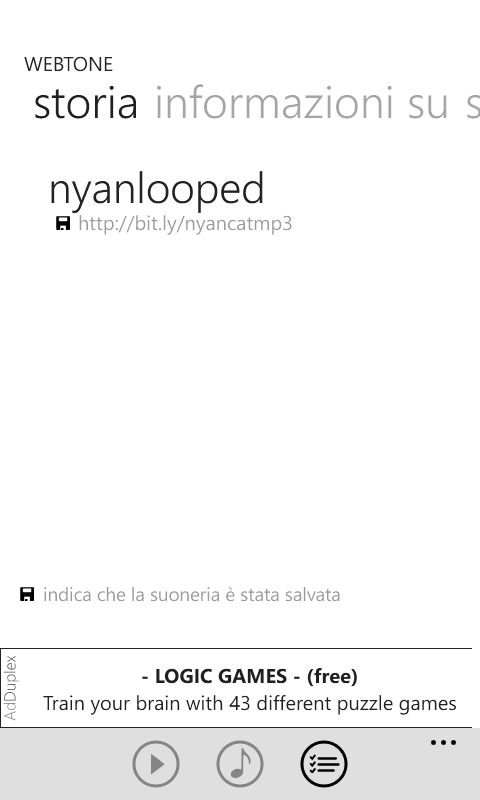 WEBTONE
storia informazioni su s
nyanlooped
http://bit.ly/nyancatmp3
indica che la suoneria è stata salvata
AdDuplex
- LOGIC GAMES - (free)
Train your brain with 43 different puzzle games